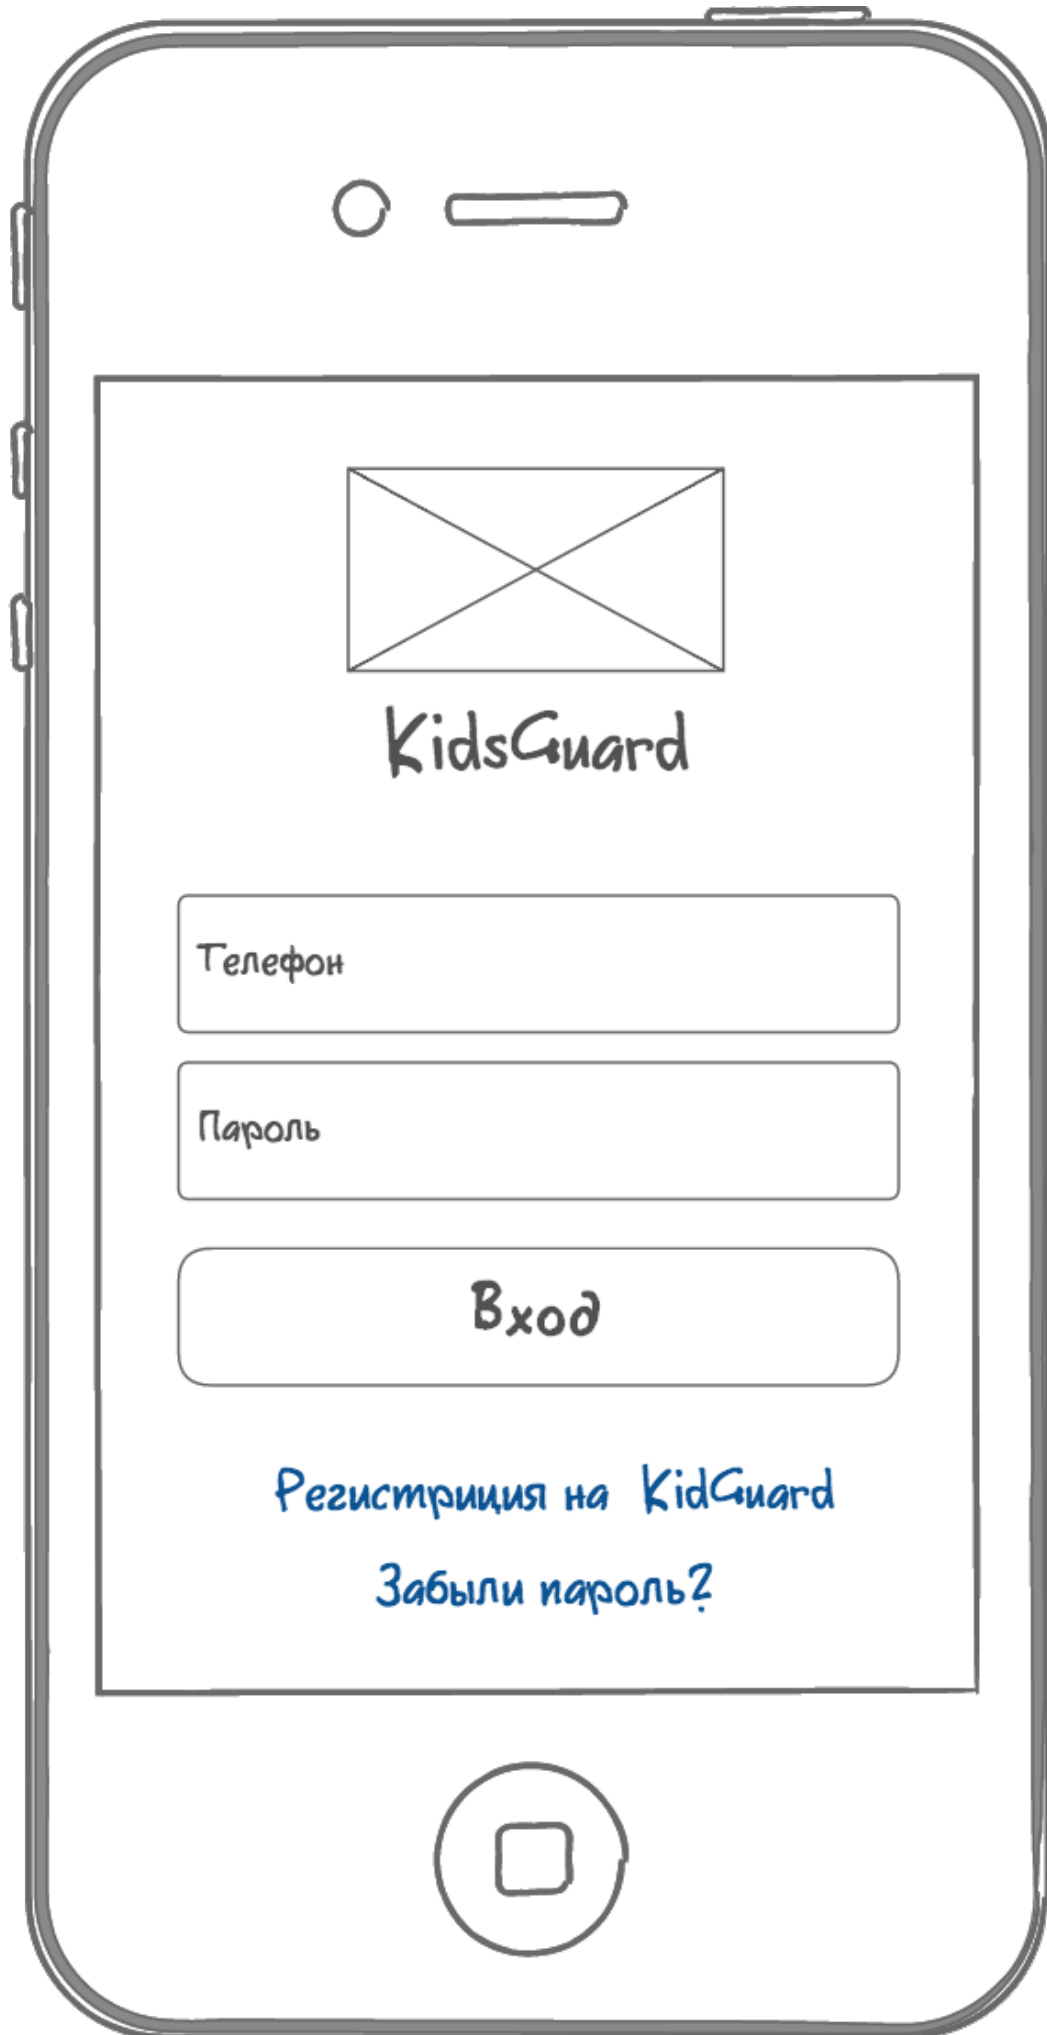 KidsGuard
Телефон
Пароль
Вход
Регистриция на KidGuard
Забыли пароль?